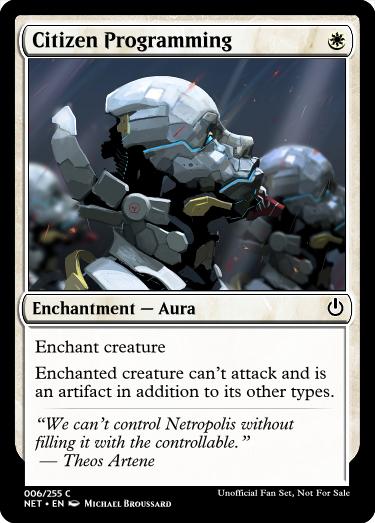 Citizen Programming
Enchantment — Aura
Enchant creature
Enchanted creature can't attack and is
an artifact in addition to its other types.
“We can't control Netropolis without
filling it with the controllable.”
— Theos Artene
006/255 C
NET • EN Michael Broussard
Unofficial Fan Set, Not For Sale